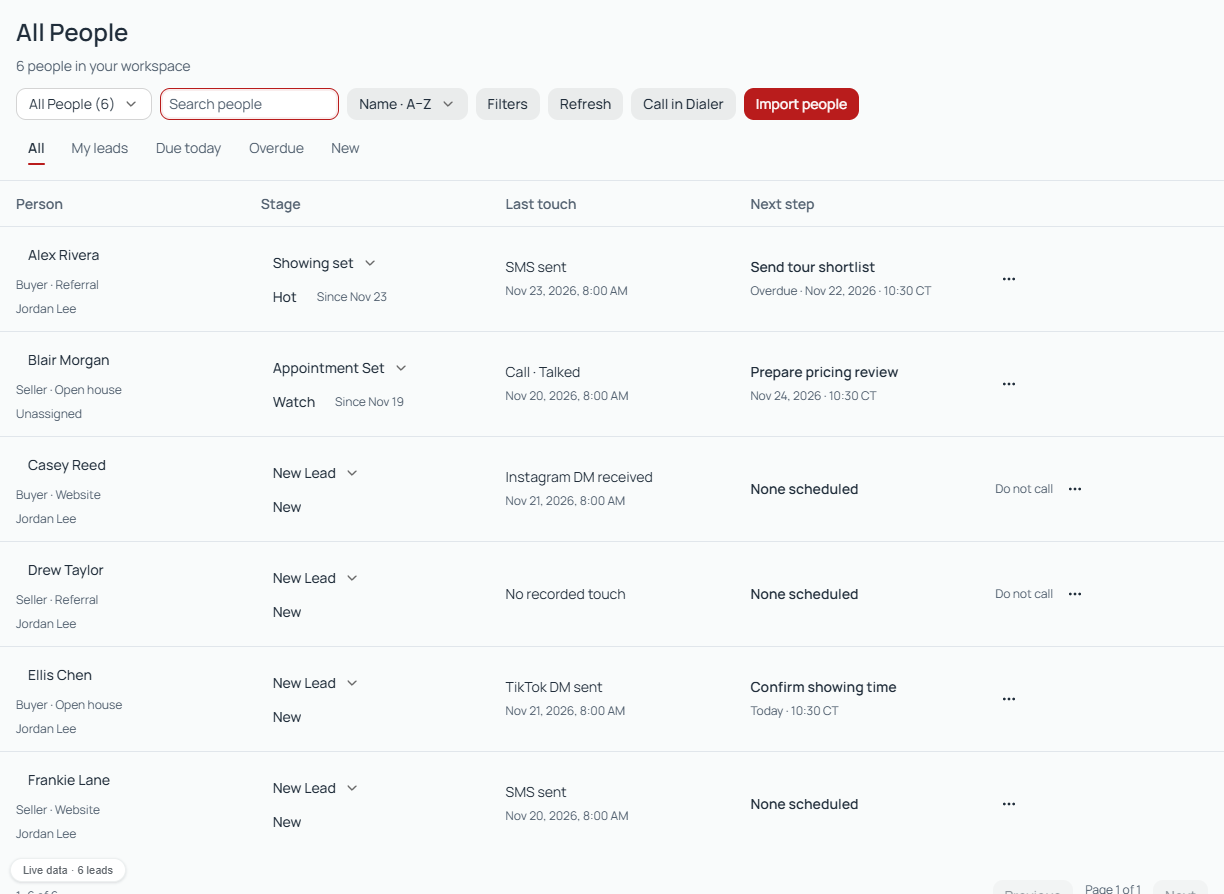 All People
6 people in your workspace
All People (6)
Search people
Name · A–Z
Filters
Refresh
Call in Dialer
Import people
All
My leads
Due today
Overdue
New
Person
Stage
Last touch
Next step
Alex Rivera
Buyer · Referral
Jordan Lee
Showing set
Hot
Since Nov 23
SMS sent
Nov 23, 2026, 8:00 AM
Send tour shortlist
Overdue · Nov 22, 2026 · 10:30 CT
Blair Morgan
Seller · Open house
Unassigned
Appointment Set
Watch
Since Nov 19
Call · Talked
Nov 20, 2026, 8:00 AM
Prepare pricing review
Nov 24, 2026 · 10:30 CT
Casey Reed
Buyer · Website
Jordan Lee
New Lead
New
Instagram DM received
Nov 21, 2026, 8:00 AM
None scheduled
Do not call
Drew Taylor
Seller · Referral
Jordan Lee
New Lead
New
No recorded touch
None scheduled
Do not call
Ellis Chen
Buyer · Open house
Jordan Lee
New Lead
New
TikTok DM sent
Nov 21, 2026, 8:00 AM
Confirm showing time
Today · 10:30 CT
Frankie Lane
Seller · Website
Jordan Lee
New Lead
New
SMS sent
Nov 20, 2026, 8:00 AM
None scheduled
Live data · 6 leads
1–6 of 6
Previous
Page 1 of 1
Next